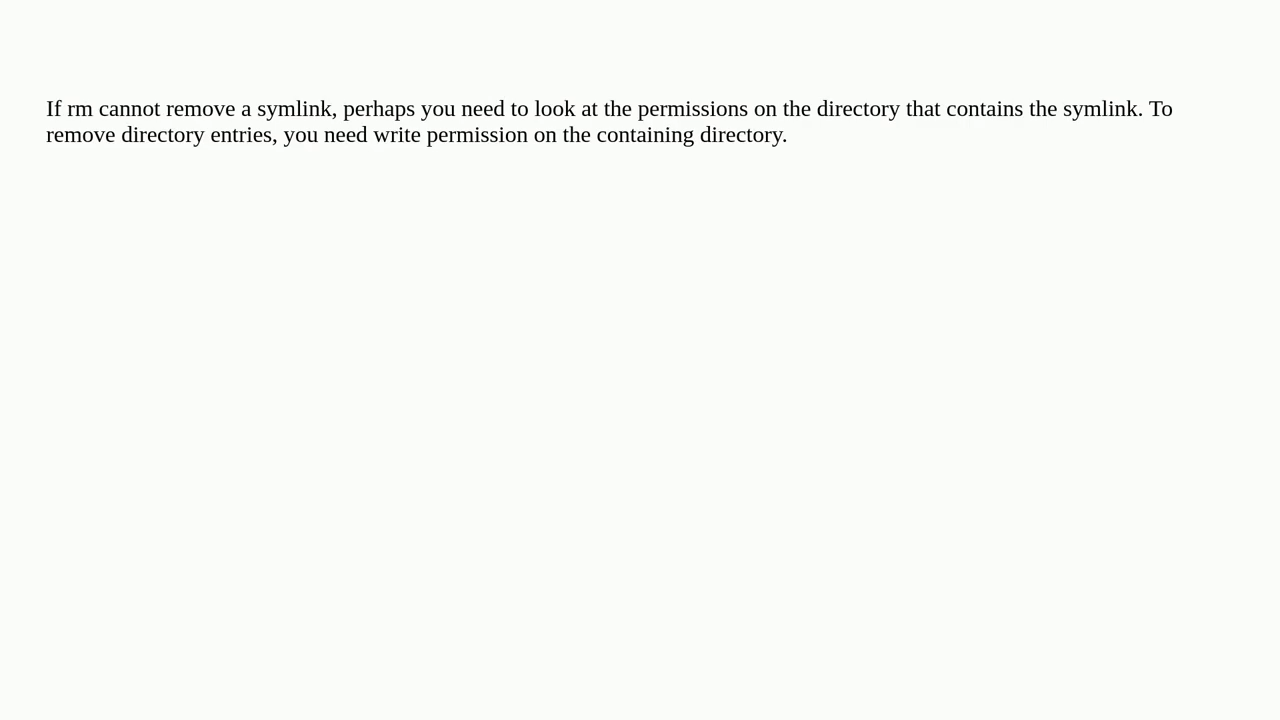 If rm cannot remove a symlink, perhaps you need to look at the permissions on the directory that contains the symlink. To
remove directory entries, you need write permission on the containing directory.